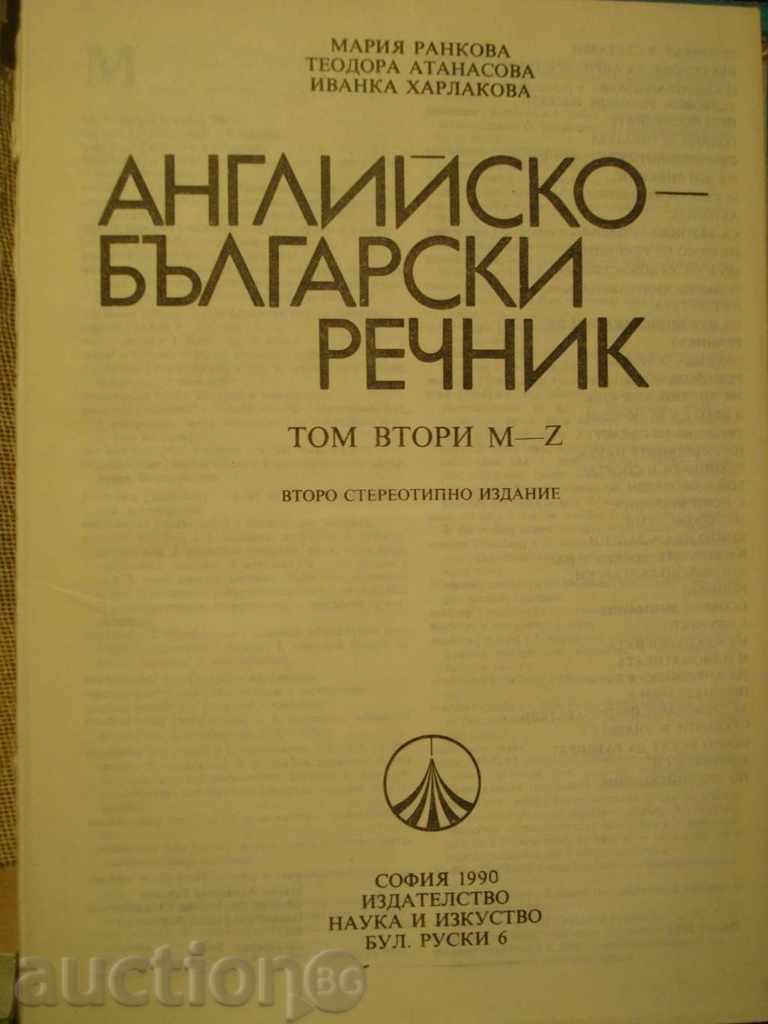 МАРИЯ РАНКОВА
ТЕОДОРА АТАНАСОВА
ИВАНКА ХАРЛАКОВА
АНГЛИЙСКО—
БЪЛГАРСКИ
РЕЧНИК
ТОМ ВТОРИ M—Z
ВТОРО СТЕРЕОТИПНО ИЗДАНИЕ
СОФИЯ 1990
ИЗДАТЕЛСТВО
НАУКА И ИЗКУСТВО
БУЛ. РУСКИ 6
auctionBG